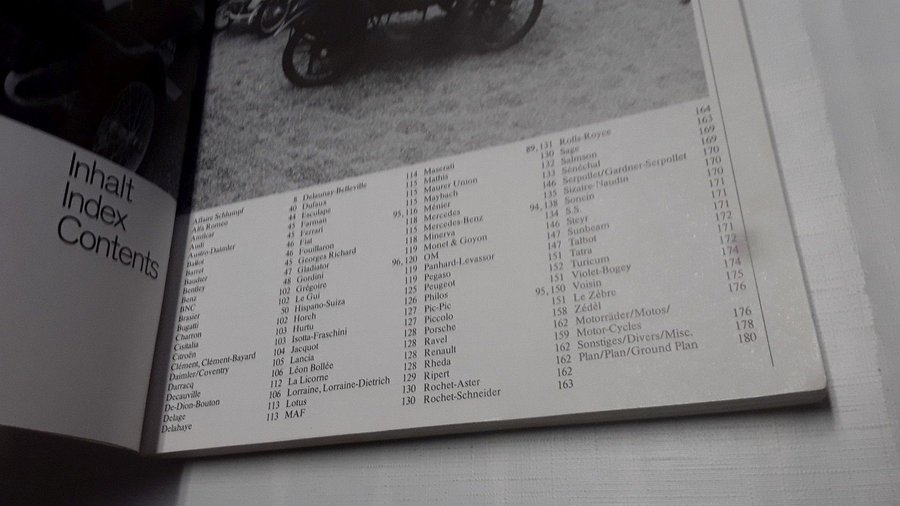 Inhalt
Index
Contents
Affaire Schlumpf 8
Alfa Romeo 40
Amilcar 44
Audi 43
Austro-Daimler 45
Ballot 46
Barret 46
Baudier 45
Bentley 47
Benz 48
BNC 102
Brasier 102
Bugatti 50
Charron 102
Cisitalia 103
Citroën 103
Clément, Clément-Bayard 104
Daimler/Coventry 105
Darracq 106
Decauville 112
De-Dion-Bouton 106
Delage 113
Delahaye 113
Delaunay-Belleville 114
Dufaux 115
Esculape 115
Farman 115
Ferrari 95, 116
Fiat 118
Fouillaron 115
Georges Richard 118
Gladiator 119
Gordini 96, 120
Grégoire 119
Le Gui 119
Hispano-Suiza 125
Horch 126
Hurtu 127
Isotta-Fraschini 127
Jacquot 128
Lancia 128
Léon Bollée 128
La Licorne 128
Lorraine, Lorraine-Dietrich 129
Lotus 130
MAF 130
Maserati 89, 131
Mathis 130
Maurer Union 132
Maybach 133
Ménier 146
Mercedes 135
Mercedes Benz 94, 138
Minerva 134
Monet & Goyon 146
OM 147
Panhard-Levassor 147
Pegaso 151
Peugeot 152
Philos 151
Pic-Pic 95, 150
Piccolo 151
Porsche 158
Ravel 162
Renault 159
Rheda 162
Ripert 162
Rochet-Aster 162
Rochet-Schneider 163
Rolls-Royce 164
Sage 163
Salmson 169
Sénéchal 169
Serpollet/Gardner-Serpollet 170
Sizaire-Naudin 170
Soncin 170
S.S. 171
Steyr 171
Sunbeam 171
Talbot 172
Tatra 171
Turicum 172
Violet-Bogey 174
Voisin 174
Le Zèbre 175
Zédèl 176
Motorräder/Motos/
Motor-Cycles 176
Sonstiges/Divers/Misc. 178
Plan/Plan/Ground Plan 180